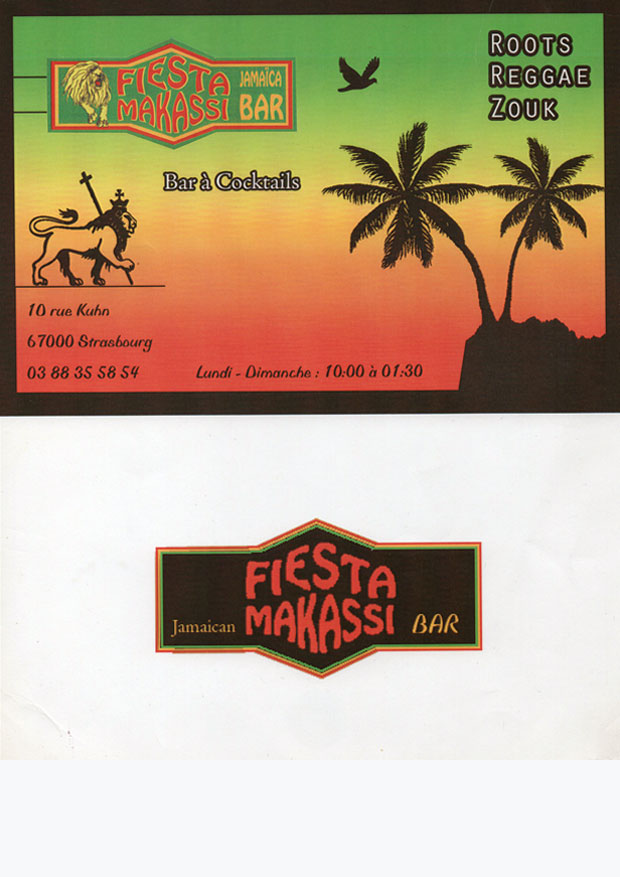 FIESTA
MAKASSI
JAMAÏCA
BAR
ROOTS
REGGAE
ZOUK
Bar à Cocktails
10 rue Kuhn
67000 Strasbourg
03 88 35 58 54
Lundi - Dimanche : 10:00 à 01:30
Jamaican
FIESTA
MAKASSI
BAR